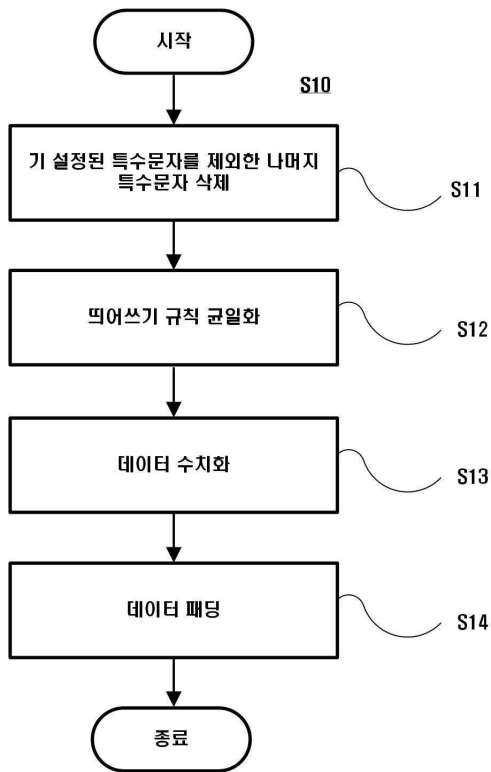 시작
S10
기 설정된 특수문자를 제외한 나머지
특수문자 삭제
S11
띄어쓰기 규칙 균일화
S12
데이터 수치화
S13
데이터 패딩
S14
종료